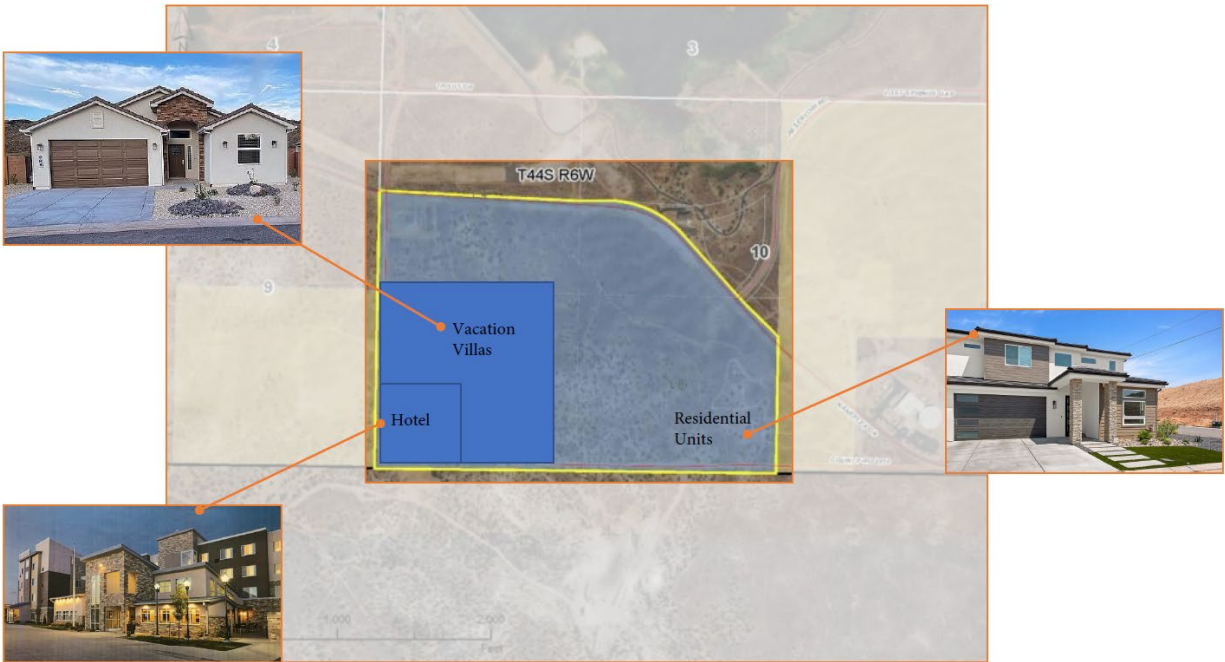 4
3
T44S R6W
10
9
Vacation
Villas
Hotel
Residential
Units
1,000
2,000
Feet